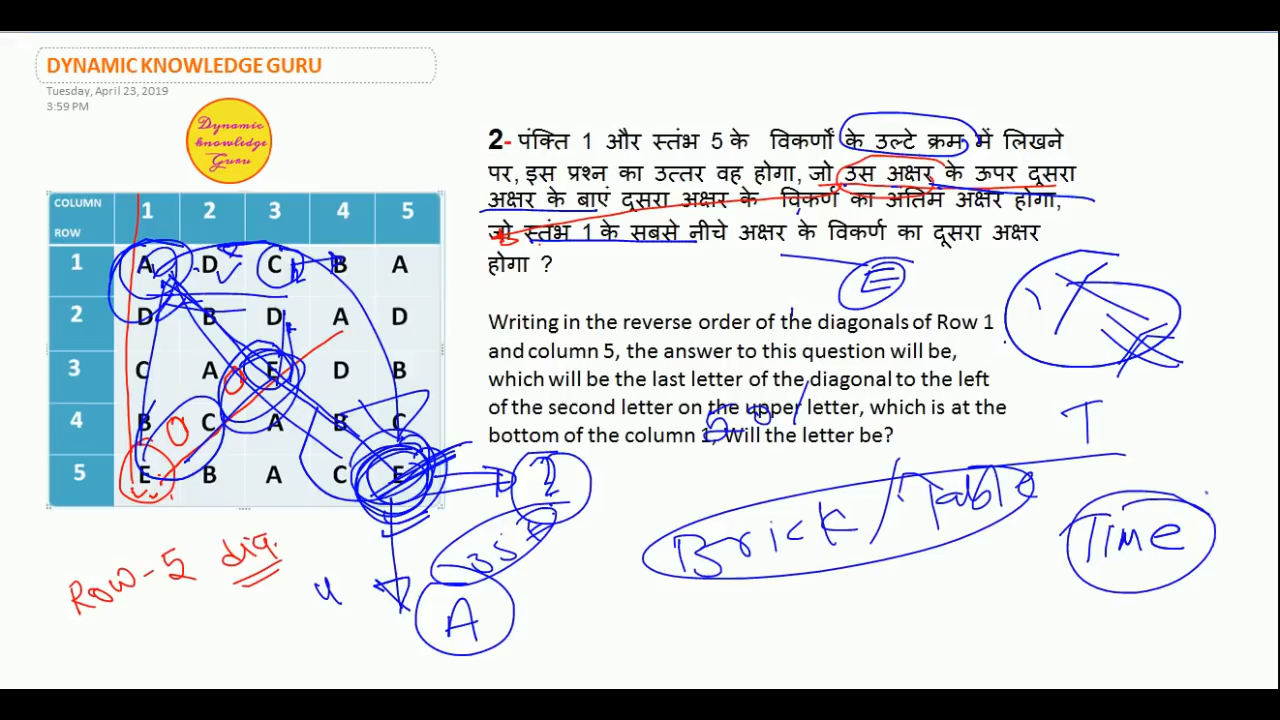 DYNAMIC KNOWLEDGE GURU
Tuesday, April 23, 2019
3:59 PM
Dynamic
knowledge
Guru
2- पंक्ति 1 और स्तंभ 5 के विकर्णों के उल्टे क्रम में लिखने
पर, इस प्रश्न का उत्तर वह होगा, जो उस अक्षर के ऊपर दूसरा
अक्षर के बाएं दूसरा अक्षर के विकर्ण का अंतिम अक्षर होगा,
जो स्तंभ 1 के सबसे नीचे अक्षर के विकर्ण का दूसरा अक्षर
होगा ?
E
Writing in the reverse order of the diagonals of Row 1
and column 5, the answer to this question will be,
which will be the last letter of the diagonal to the left
of the second letter on the upper letter, which is at the
bottom of the column 1, Will the letter be?
COLUMN 1 2 3 4 5
ROW
1 A D C B A
2 D B D A D
3 C A E D B
4 B C A B C
5 E B A C E
T
Brick / Table
Time
Row-5 dia.
A